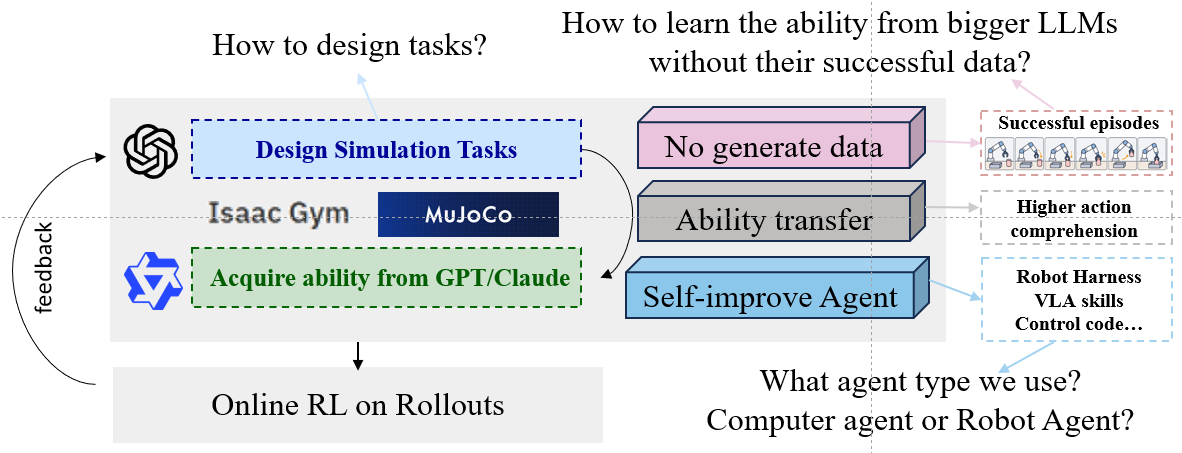 How to design tasks?
How to learn the ability from bigger LLMs
without their successful data?
Design Simulation Tasks
Isaac Gym
MuJoCo
Acquire ability from GPT/Claude
feedback
No generate data
Ability transfer
Self-improve Agent
Successful episodes
Higher action
comprehension
Robot Harness
VLA skills
Control code…
Online RL on Rollouts
What agent type we use?
Computer agent or Robot Agent?